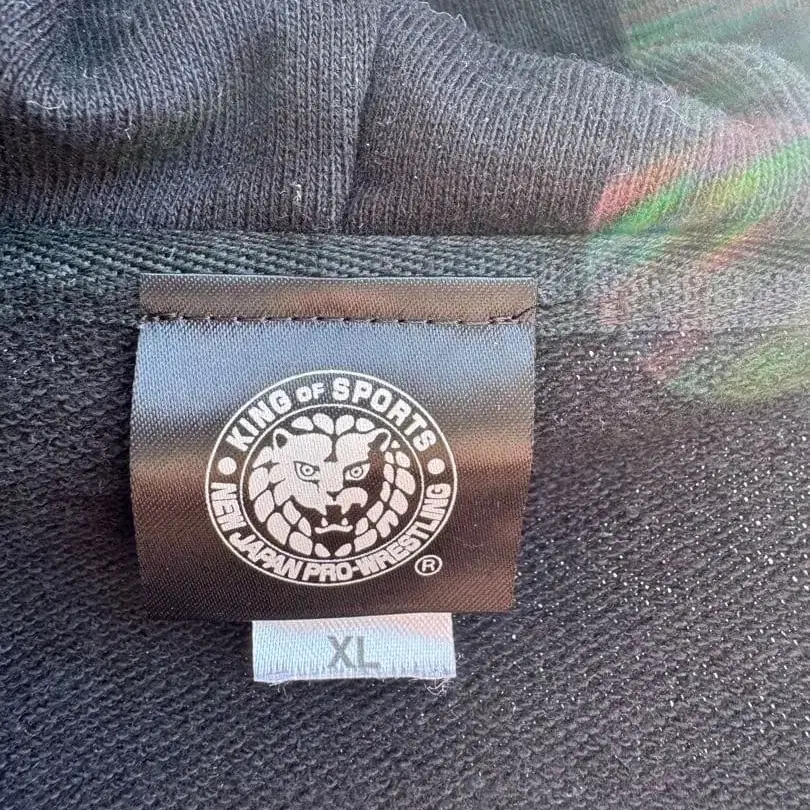 KING OF SPORTS
NEW JAPAN PRO-WRESTLING
®
XL